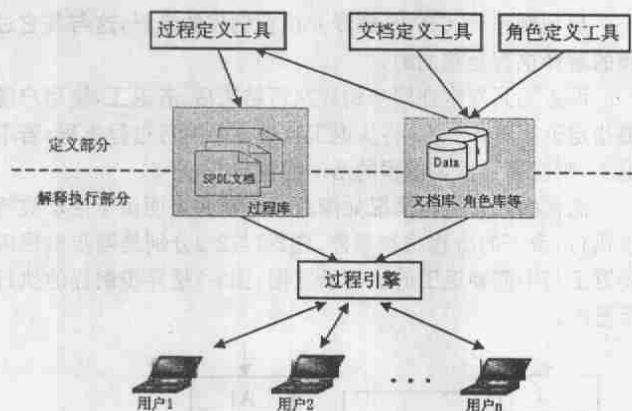 过程定义工具
文档定义工具
角色定义工具
定义部分
解释执行部分
SPDL文档
过程库
Data
文档库、角色库等
过程引擎
用户1
用户2
• • •
用户n